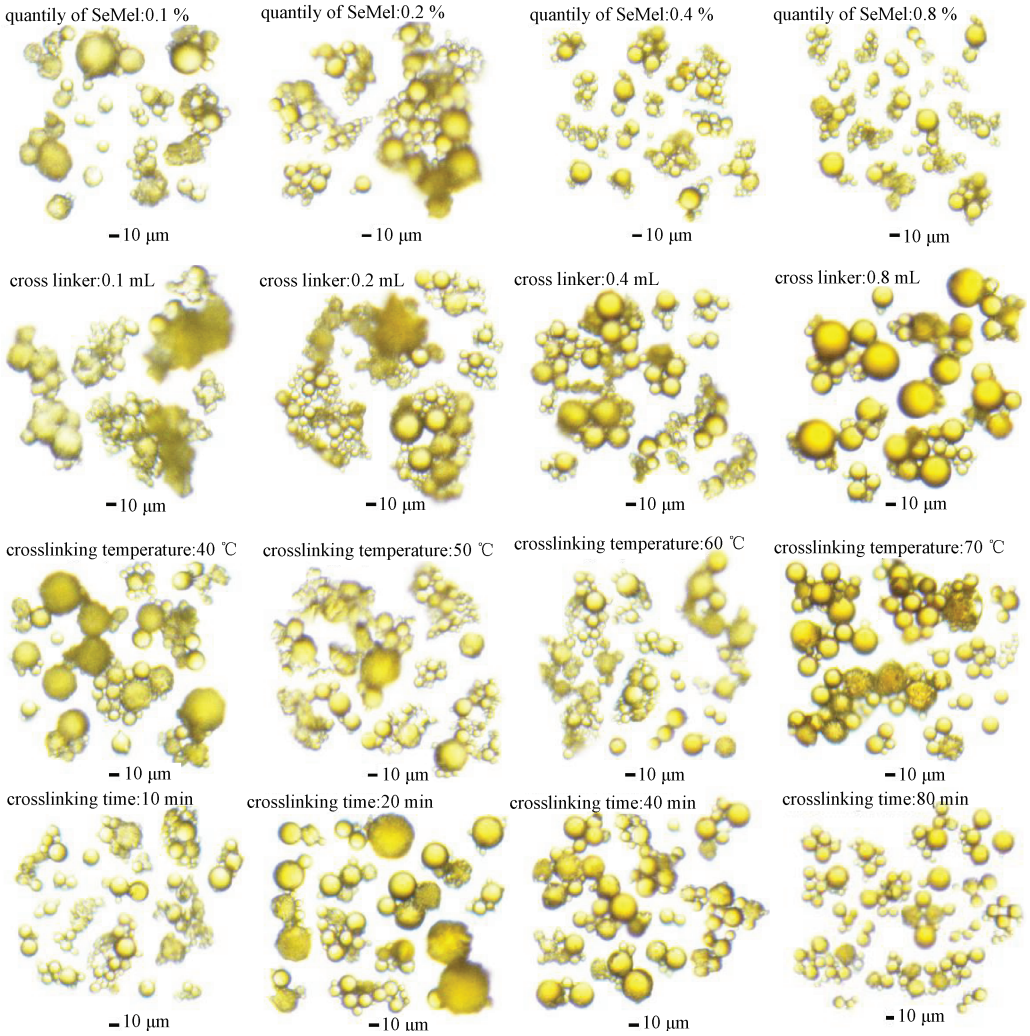 quantily of SeMel:0.1 %
quantily of SeMel:0.2 %
quantily of SeMel:0.4 %
quantily of SeMel:0.8 %
10 μm
10 μm
10 μm
10 μm
cross linker:0.1 mL
cross linker:0.2 mL
cross linker:0.4 mL
cross linker:0.8 mL
10 μm
10 μm
10 μm
10 μm
crosslinking temperature:40 ℃
crosslinking temperature:50 ℃
crosslinking temperature:60 ℃
crosslinking temperature:70 ℃
10 μm
10 μm
10 μm
10 μm
crosslinking time:10 min
crosslinking time:20 min
crosslinking time:40 min
crosslinking time:80 min
10 μm
10 μm
10 μm
10 μm